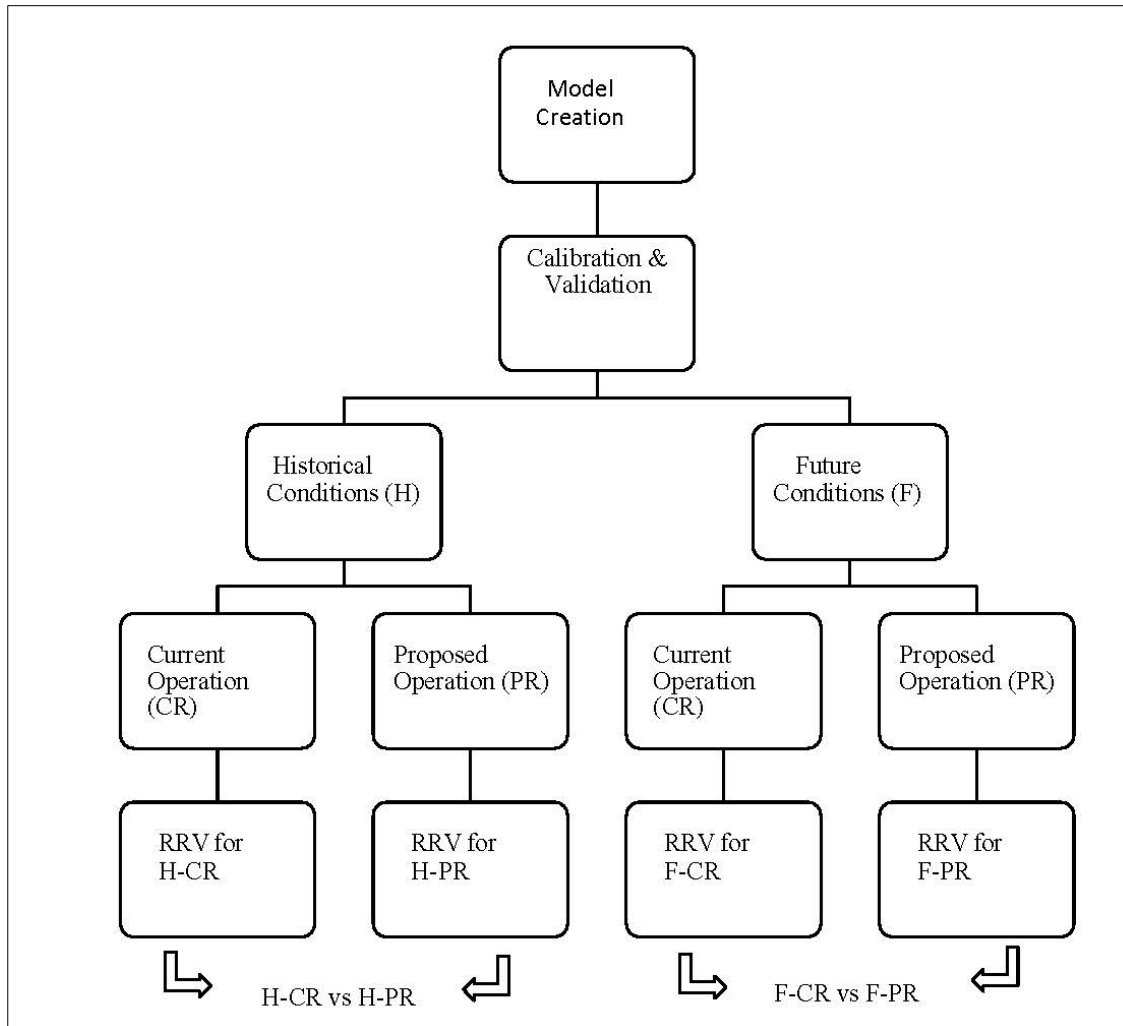 Model
Creation
Calibration &
Validation
Historical
Conditions (H)
Future
Conditions (F)
Current
Operation
(CR)
Proposed
Operation (PR)
Current
Operation
(CR)
Proposed
Operation (PR)
RRV for
H-CR
RRV for
H-PR
RRV for
F-CR
RRV for
F-PR
H-CR vs H-PR
F-CR vs F-PR